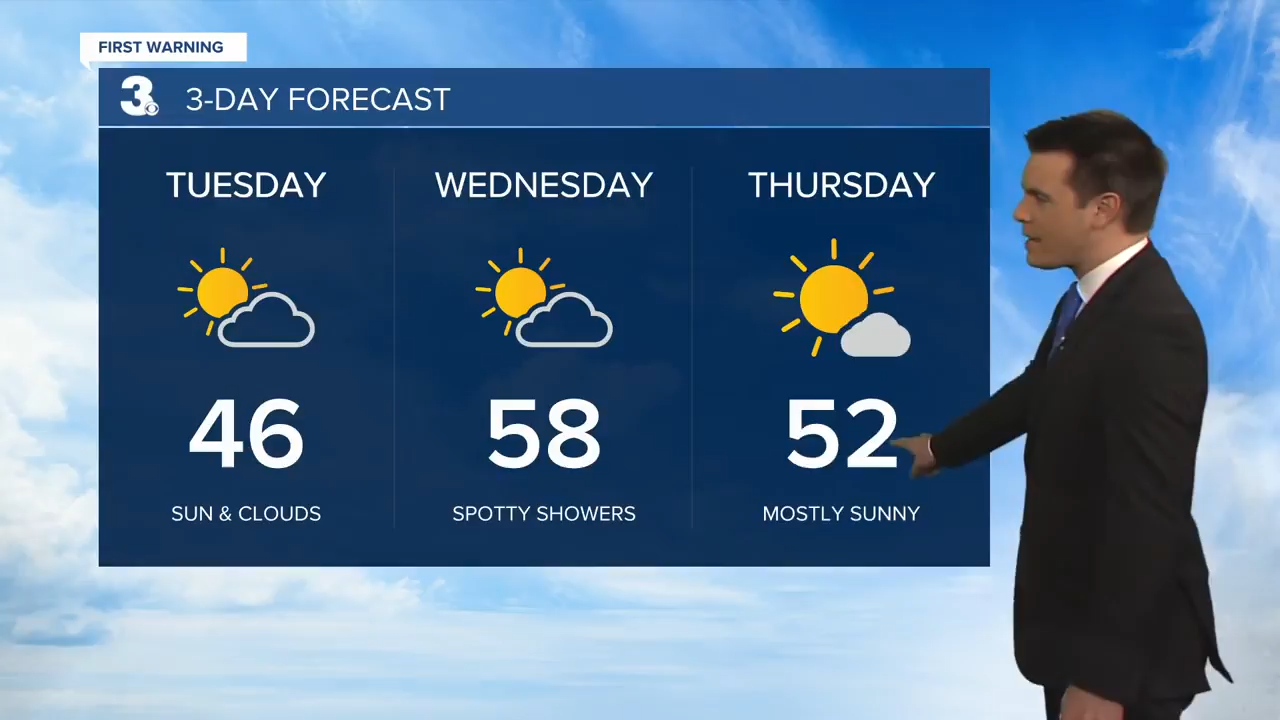 FIRST WARNING
3 3-DAY FORECAST
TUESDAY
46
SUN & CLOUDS
WEDNESDAY
58
SPOTTY SHOWERS
THURSDAY
52
MOSTLY SUNNY